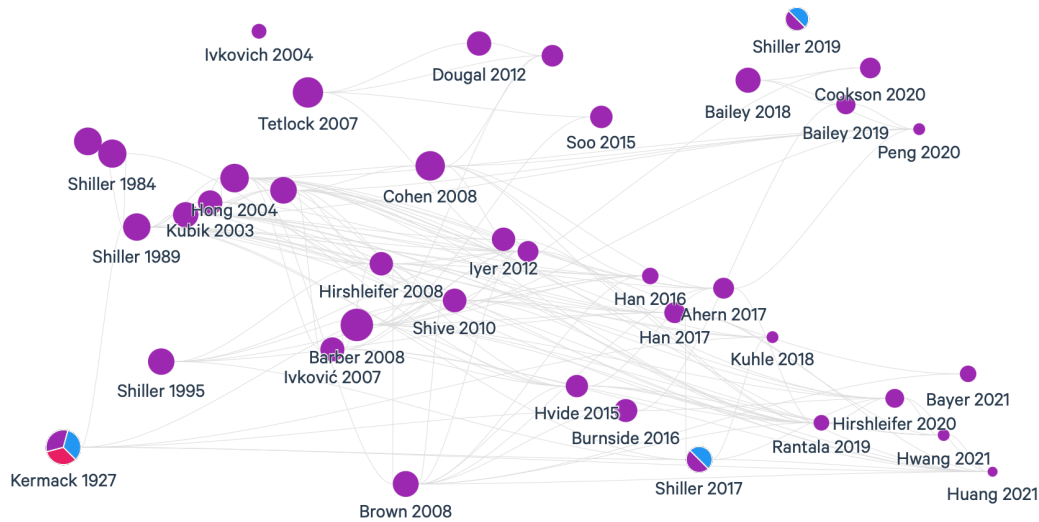 Shiller 2019
Ivkovich 2004
Dougal 2012
Cookson 2020
Bailey 2018
Tetlock 2007
Bailey 2019
Soo 2015
Peng 2020
Shiller 1984
Cohen 2008
Hong 2004
Kubik 2003
Shiller 1989
Iyer 2012
Hirshleifer 2008
Han 2016
Ahern 2017
Shive 2010
Han 2017
Barber 2008
Kuhle 2018
Ivković 2007
Shiller 1995
Bayer 2021
Hvide 2015
Hirshleifer 2020
Burnside 2016
Rantala 2019
Hwang 2021
Kermack 1927
Shiller 2017
Huang 2021
Brown 2008